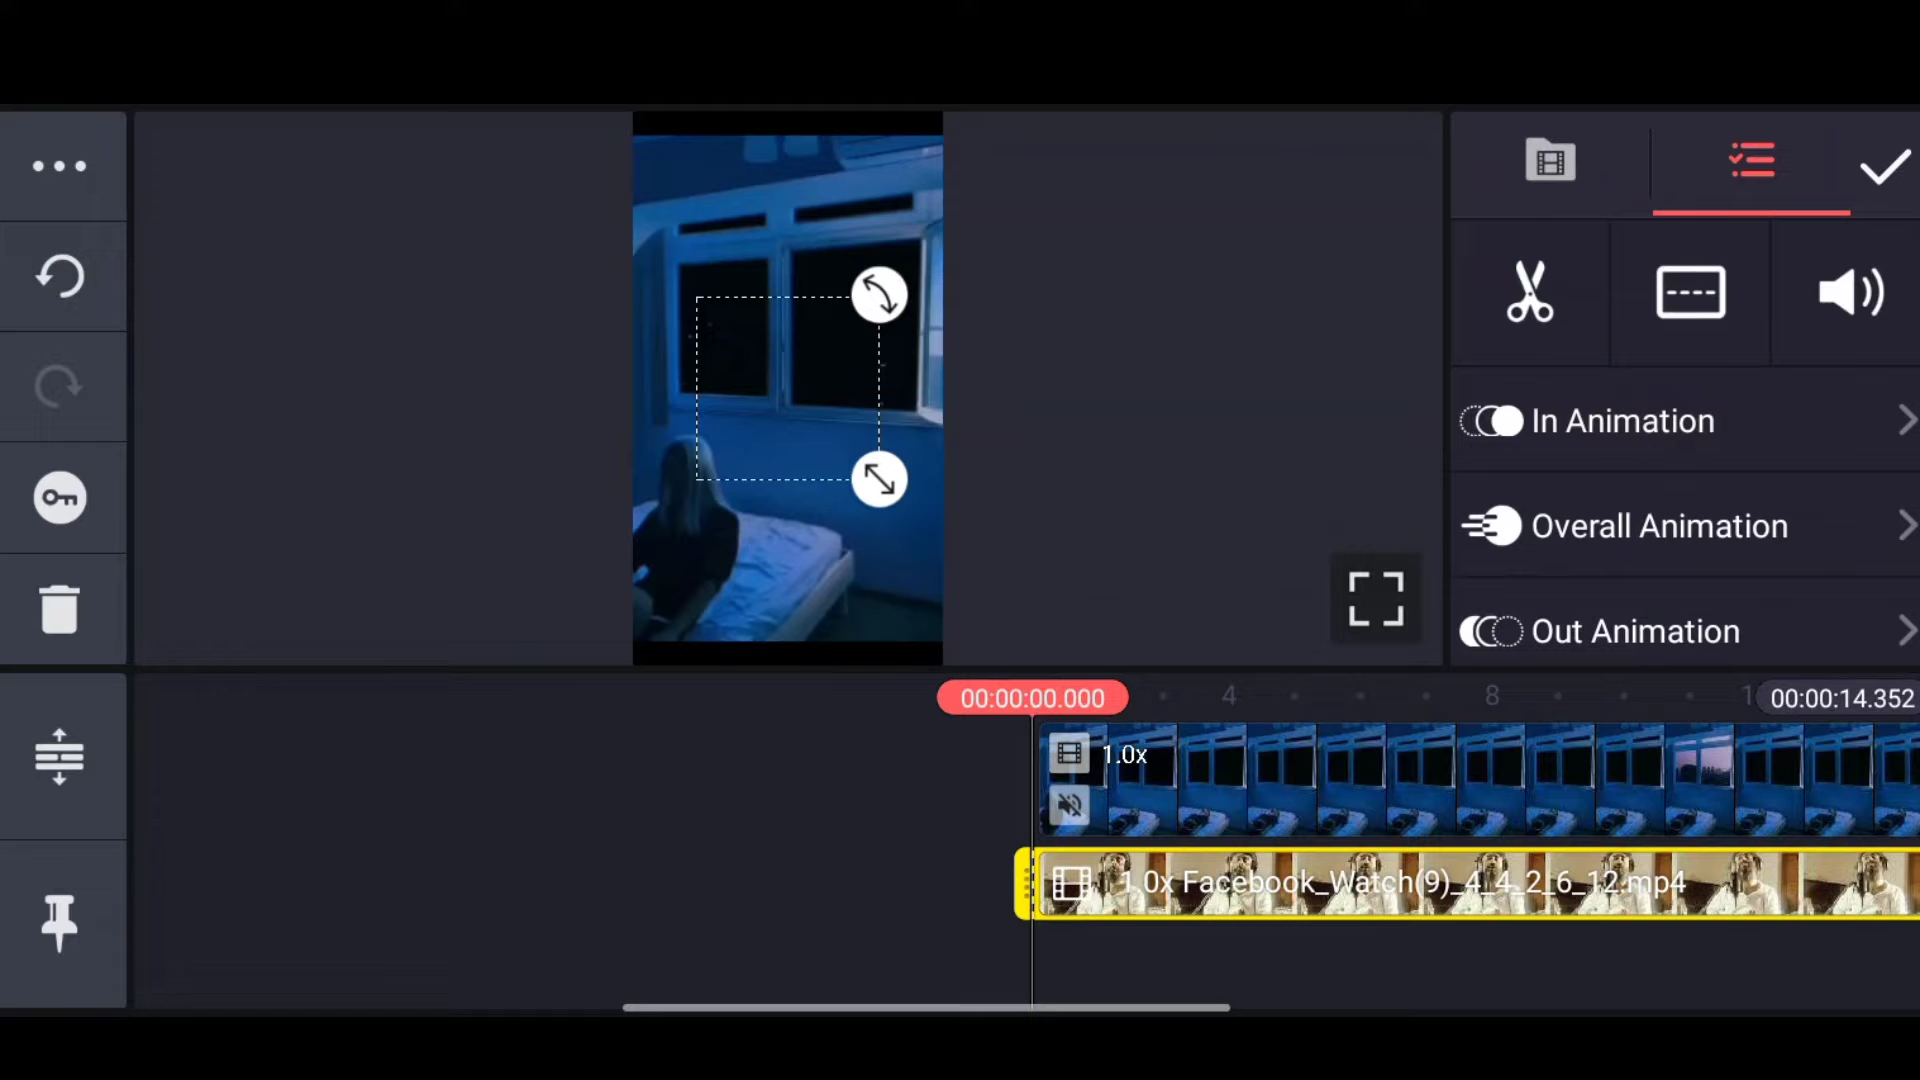 In Animation
Overall Animation
Out Animation
00:00:00.000
4
8
00:00:14.352
1.0x
1.0x Facebook_Watch(9)_4_4_2_6_12.mp4